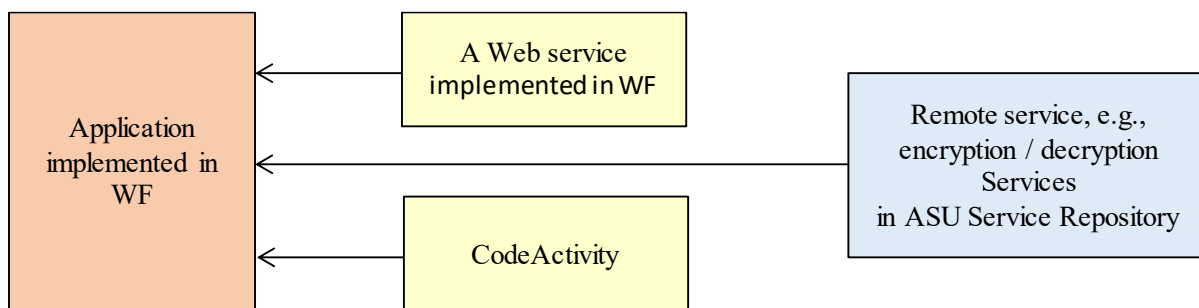 Application
implemented in
WF
A Web service
implemented in WF
CodeActivity
Remote service, e.g.,
encryption / decryption
Services
in ASU Service Repository